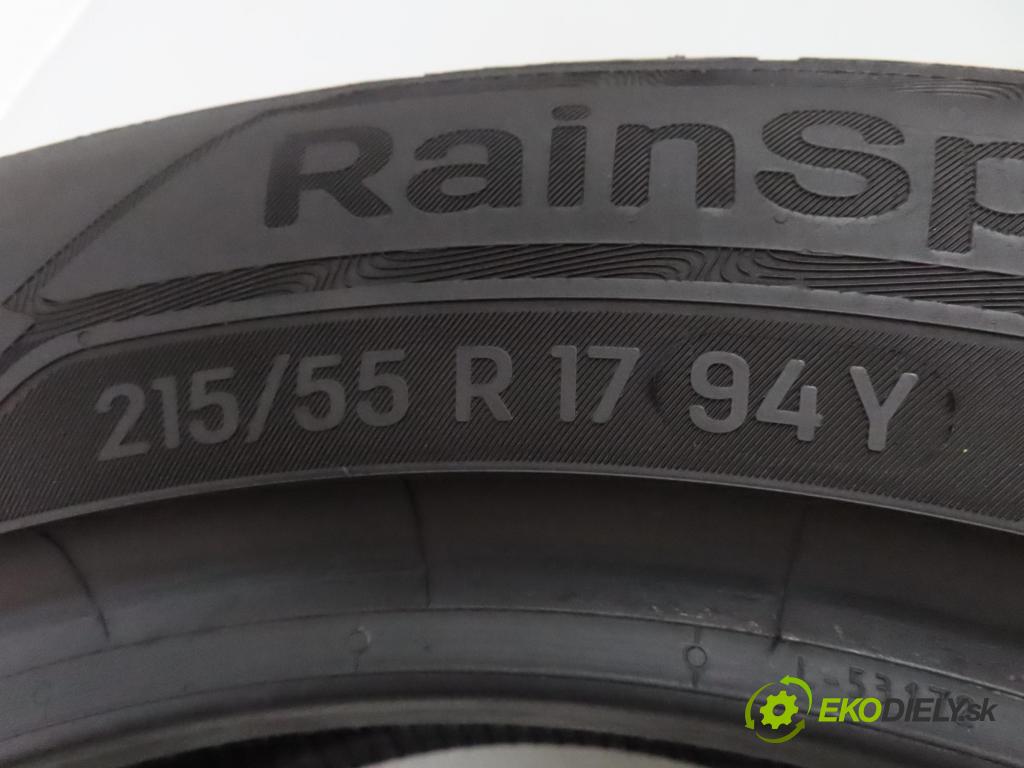 RainSp
215/55 R 17 94 Y
EKODIELY.sk